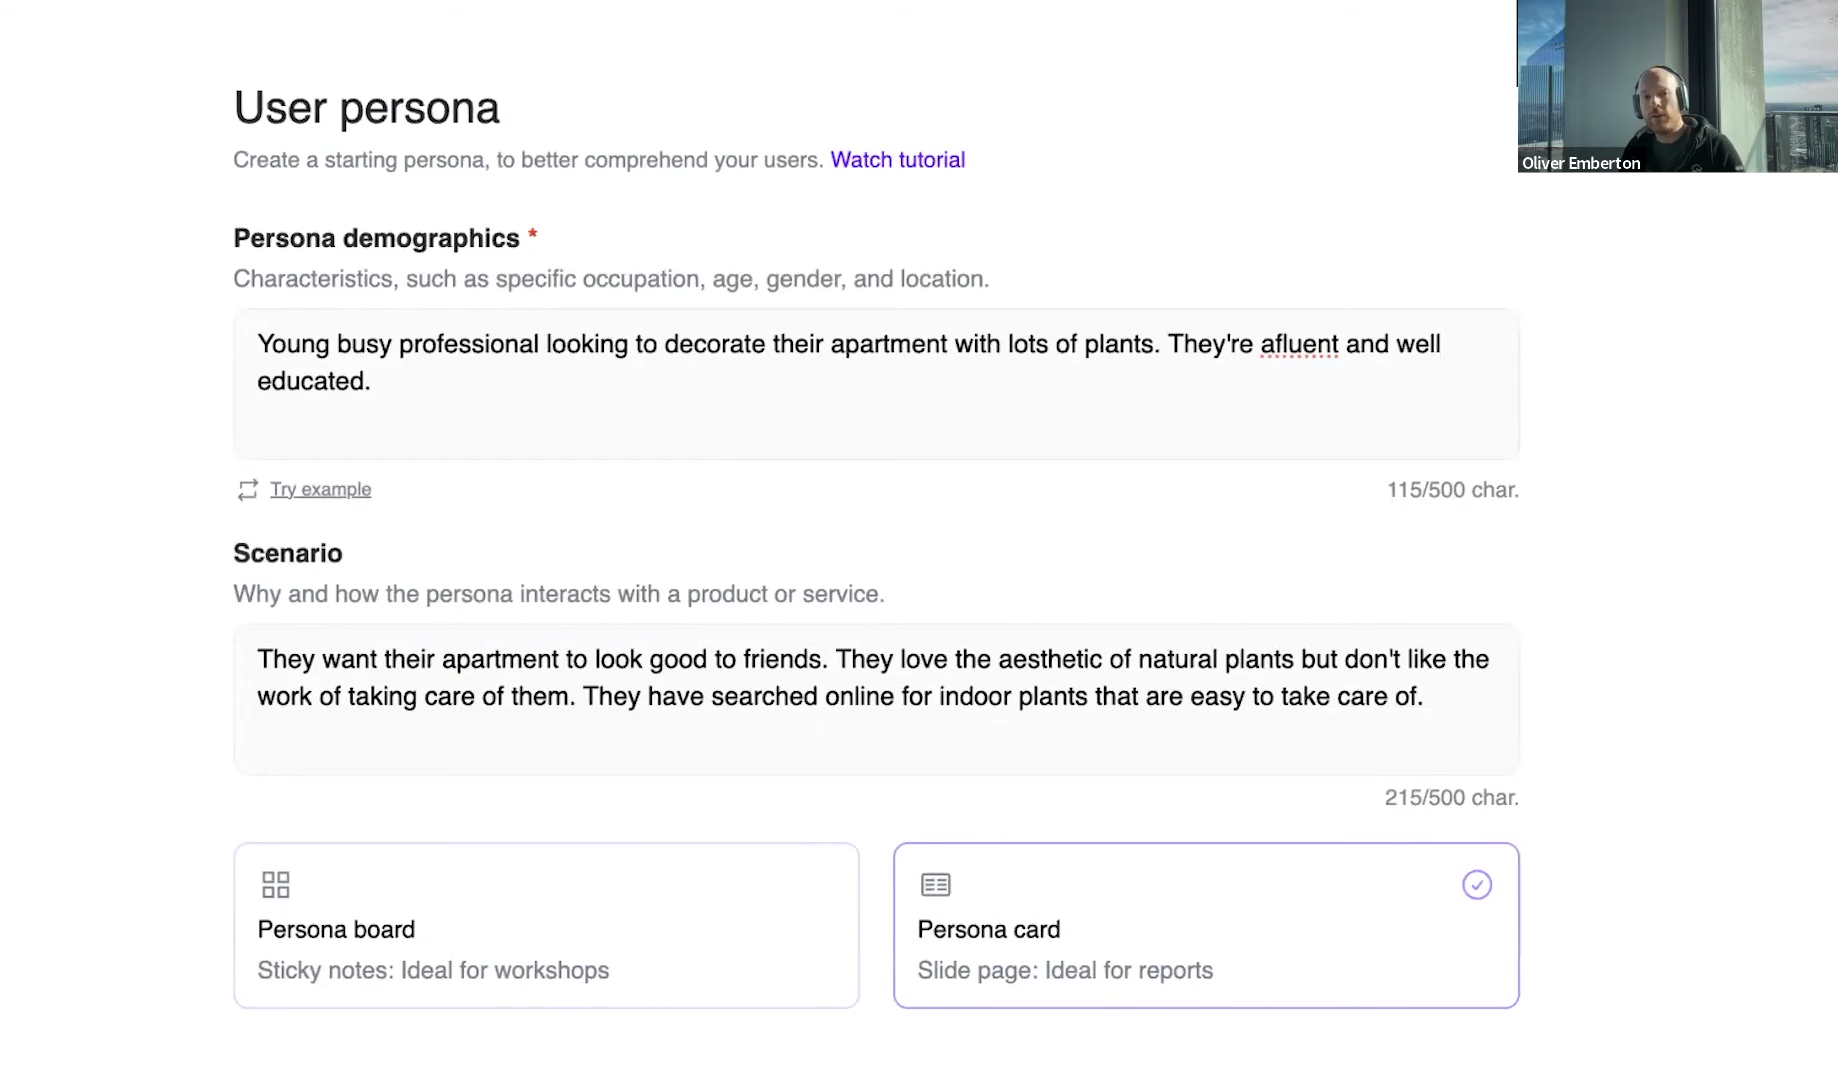 User persona
Create a starting persona, to better comprehend your users. Watch tutorial
Oliver Emberton
Persona demographics *
Characteristics, such as specific occupation, age, gender, and location.
Young busy professional looking to decorate their apartment with lots of plants. They're afluent and well
educated.
Try example
115/500 char.
Scenario
Why and how the persona interacts with a product or service.
They want their apartment to look good to friends. They love the aesthetic of natural plants but don't like the
work of taking care of them. They have searched online for indoor plants that are easy to take care of.
215/500 char.
Persona board
Sticky notes: Ideal for workshops
Persona card
Slide page: Ideal for reports